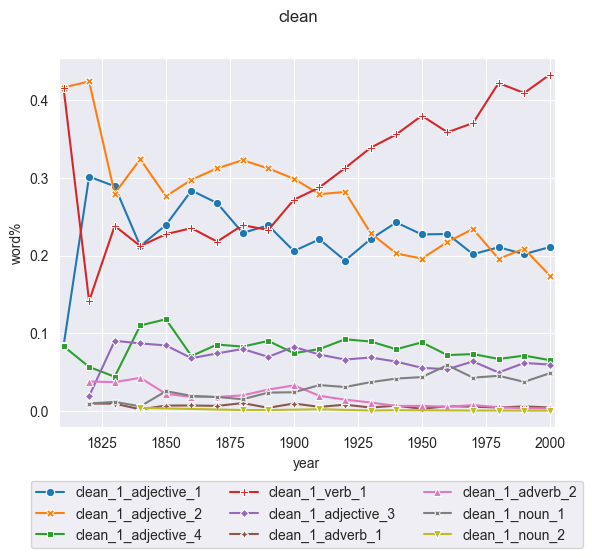 clean
0.4
0.3
0.2
0.1
0.0
word%
1825 1850 1875 1900 1925 1950 1975 2000
year
clean_1_adjective_1 clean_1_verb_1 clean_1_adverb_2
clean_1_adjective_2 clean_1_adjective_3 clean_1_noun_1
clean_1_adjective_4 clean_1_adverb_1 clean_1_noun_2